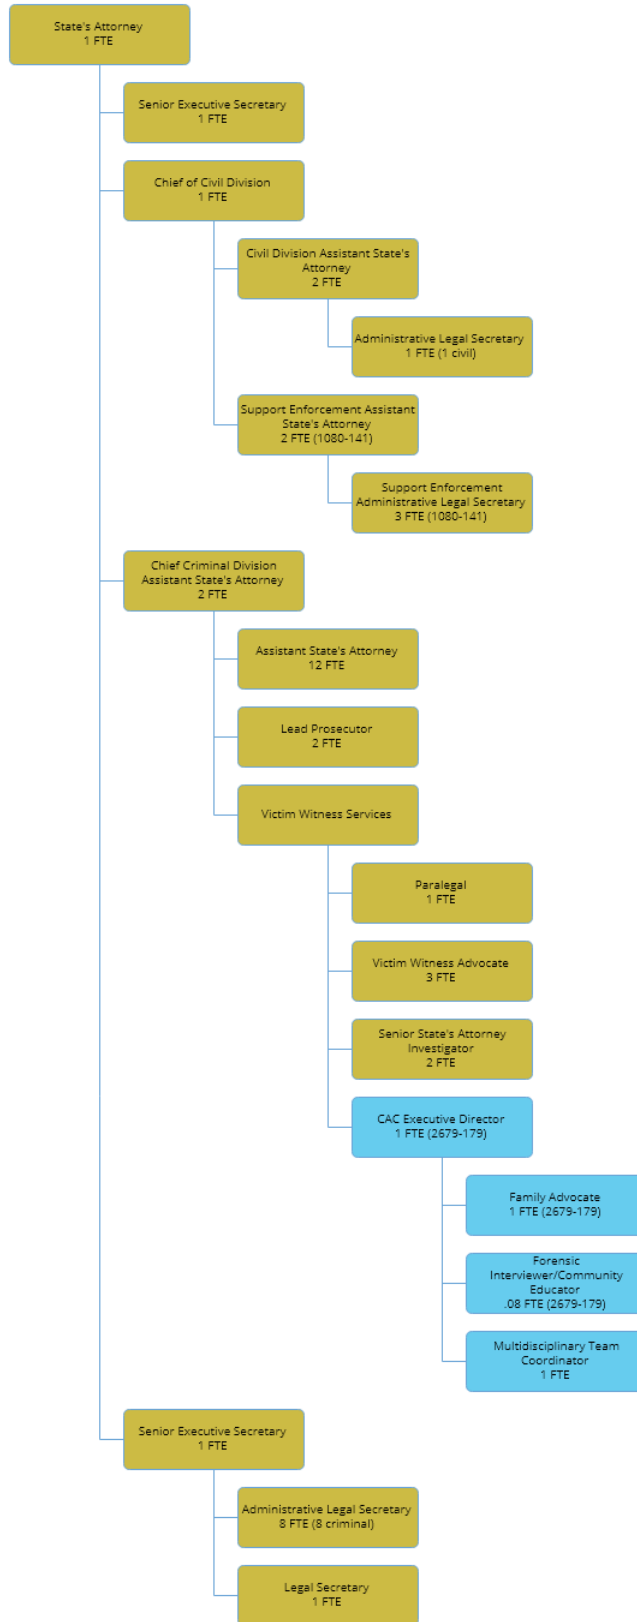 State's Attorney
1 FTE
Senior Executive Secretary
1 FTE
Chief of Civil Division
1 FTE
Civil Division Assistant State's
Attorney
2 FTE
Administrative Legal Secretary
1 FTE (1 civil)
Support Enforcement Assistant
State's Attorney
2 FTE (1080-141)
Support Enforcement
Administrative Legal Secretary
3 FTE (1080-141)
Chief Criminal Division
Assistant State's Attorney
2 FTE
Assistant State's Attorney
12 FTE
Lead Prosecutor
2 FTE
Victim Witness Services
Paralegal
1 FTE
Victim Witness Advocate
3 FTE
Senior State's Attorney
Investigator
2 FTE
CAC Executive Director
1 FTE (2679-179)
Family Advocate
1 FTE (2679-179)
Forensic
Interviewer/Community
Educator
.08 FTE (2679-179)
Multidisciplinary Team
Coordinator
1 FTE
Senior Executive Secretary
1 FTE
Administrative Legal Secretary
8 FTE (8 criminal)
Legal Secretary
1 FTE